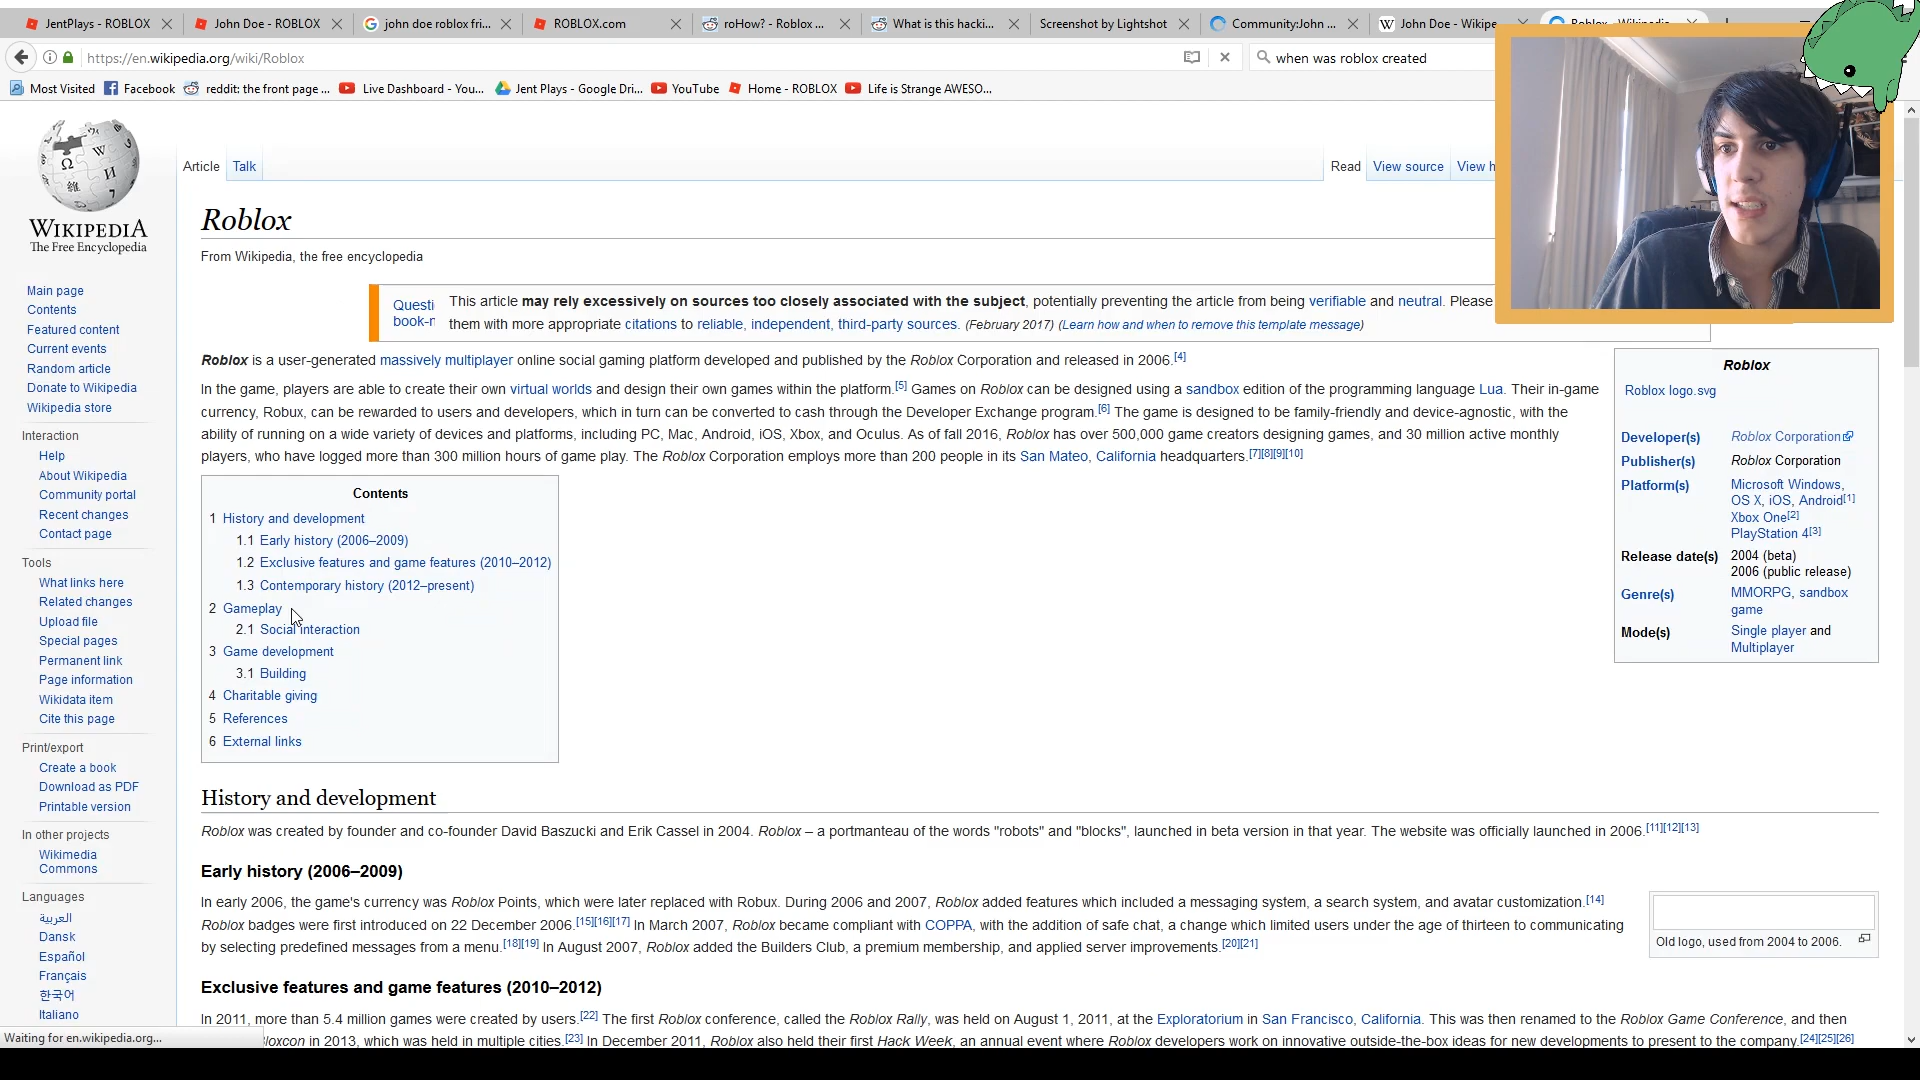 JentPlays - ROBLOX
John Doe - ROBLOX
john doe roblox fri...
ROBLOX.com
roHow? - Roblox ...
What is this hacki...
Screenshot by Lightshot
Community:John ...
John Doe - Wikipe
Roblox - Wikipedia
https://en.wikipedia.org/wiki/Roblox
when was roblox created
Most Visited
Facebook
reddit: the front page ...
Live Dashboard - You...
Jent Plays - Google Dri...
YouTube
Home - ROBLOX
Life is Strange AWESO...
WIKIPEDIA
The Free Encyclopedia
Main page
Contents
Featured content
Current events
Random article
Donate to Wikipedia
Wikipedia store
Interaction
Help
About Wikipedia
Community portal
Recent changes
Contact page
Tools
What links here
Related changes
Upload file
Special pages
Permanent link
Page information
Wikidata item
Cite this page
Print/export
Create a book
Download as PDF
Printable version
In other projects
Wikimedia
Commons
Languages
العربية
Dansk
Español
Français
한국어
Italiano
Waiting for en.wikipedia.org...
Article
Talk
Read
View source
View h
Roblox
From Wikipedia, the free encyclopedia
Questi
book-n
This article may rely excessively on sources too closely associated with the subject, potentially preventing the article from being verifiable and neutral. Please
them with more appropriate citations to reliable, independent, third-party sources. (February 2017) (Learn how and when to remove this template message)
Roblox is a user-generated massively multiplayer online social gaming platform developed and published by the Roblox Corporation and released in 2006.[4]
In the game, players are able to create their own virtual worlds and design their own games within the platform.[5] Games on Roblox can be designed using a sandbox edition of the programming language Lua. Their in-game
currency, Robux, can be rewarded to users and developers, which in turn can be converted to cash through the Developer Exchange program.[6] The game is designed to be family-friendly and device-agnostic, with the
ability of running on a wide variety of devices and platforms, including PC, Mac, Android, iOS, Xbox, and Oculus. As of fall 2016, Roblox has over 500,000 game creators designing games, and 30 million active monthly
players, who have logged more than 300 million hours of game play. The Roblox Corporation employs more than 200 people in its San Mateo, California headquarters.[7][8][9][10]
Roblox
Roblox logo.svg
Developer(s) Roblox Corporation
Publisher(s) Roblox Corporation
Platform(s) Microsoft Windows,
OS X, iOS, Android[1]
Xbox One[2]
PlayStation 4[3]
Release date(s) 2004 (beta)
2006 (public release)
Genre(s) MMORPG, sandbox
game
Mode(s) Single player and
Multiplayer
Contents
1 History and development
1.1 Early history (2006–2009)
1.2 Exclusive features and game features (2010–2012)
1.3 Contemporary history (2012–present)
2 Gameplay
2.1 Social interaction
3 Game development
3.1 Building
4 Charitable giving
5 References
6 External links
History and development
Roblox was created by founder and co-founder David Baszucki and Erik Cassel in 2004. Roblox – a portmanteau of the words "robots" and "blocks", launched in beta version in that year. The website was officially launched in 2006.[11][12][13]
Early history (2006–2009)
In early 2006, the game's currency was Roblox Points, which were later replaced with Robux. During 2006 and 2007, Roblox added features which included a messaging system, a search system, and avatar customization.[14]
Roblox badges were first introduced on 22 December 2006.[15][16][17] In March 2007, Roblox became compliant with COPPA, with the addition of safe chat, a change which limited users under the age of thirteen to communicating
by selecting predefined messages from a menu.[18][19] In August 2007, Roblox added the Builders Club, a premium membership, and applied server improvements.[20][21]
Old logo, used from 2004 to 2006.
Exclusive features and game features (2010–2012)
In 2011, more than 5.4 million games were created by users.[22] The first Roblox conference, called the Roblox Rally, was held on August 1, 2011, at the Exploratorium in San Francisco, California. This was then renamed to the Roblox Game Conference, and then
loxcon in 2013, which was held in multiple cities.[23] In December 2011, Roblox also held their first Hack Week, an annual event where Roblox developers work on innovative outside-the-box ideas for new developments to present to the company.[24][25][26]